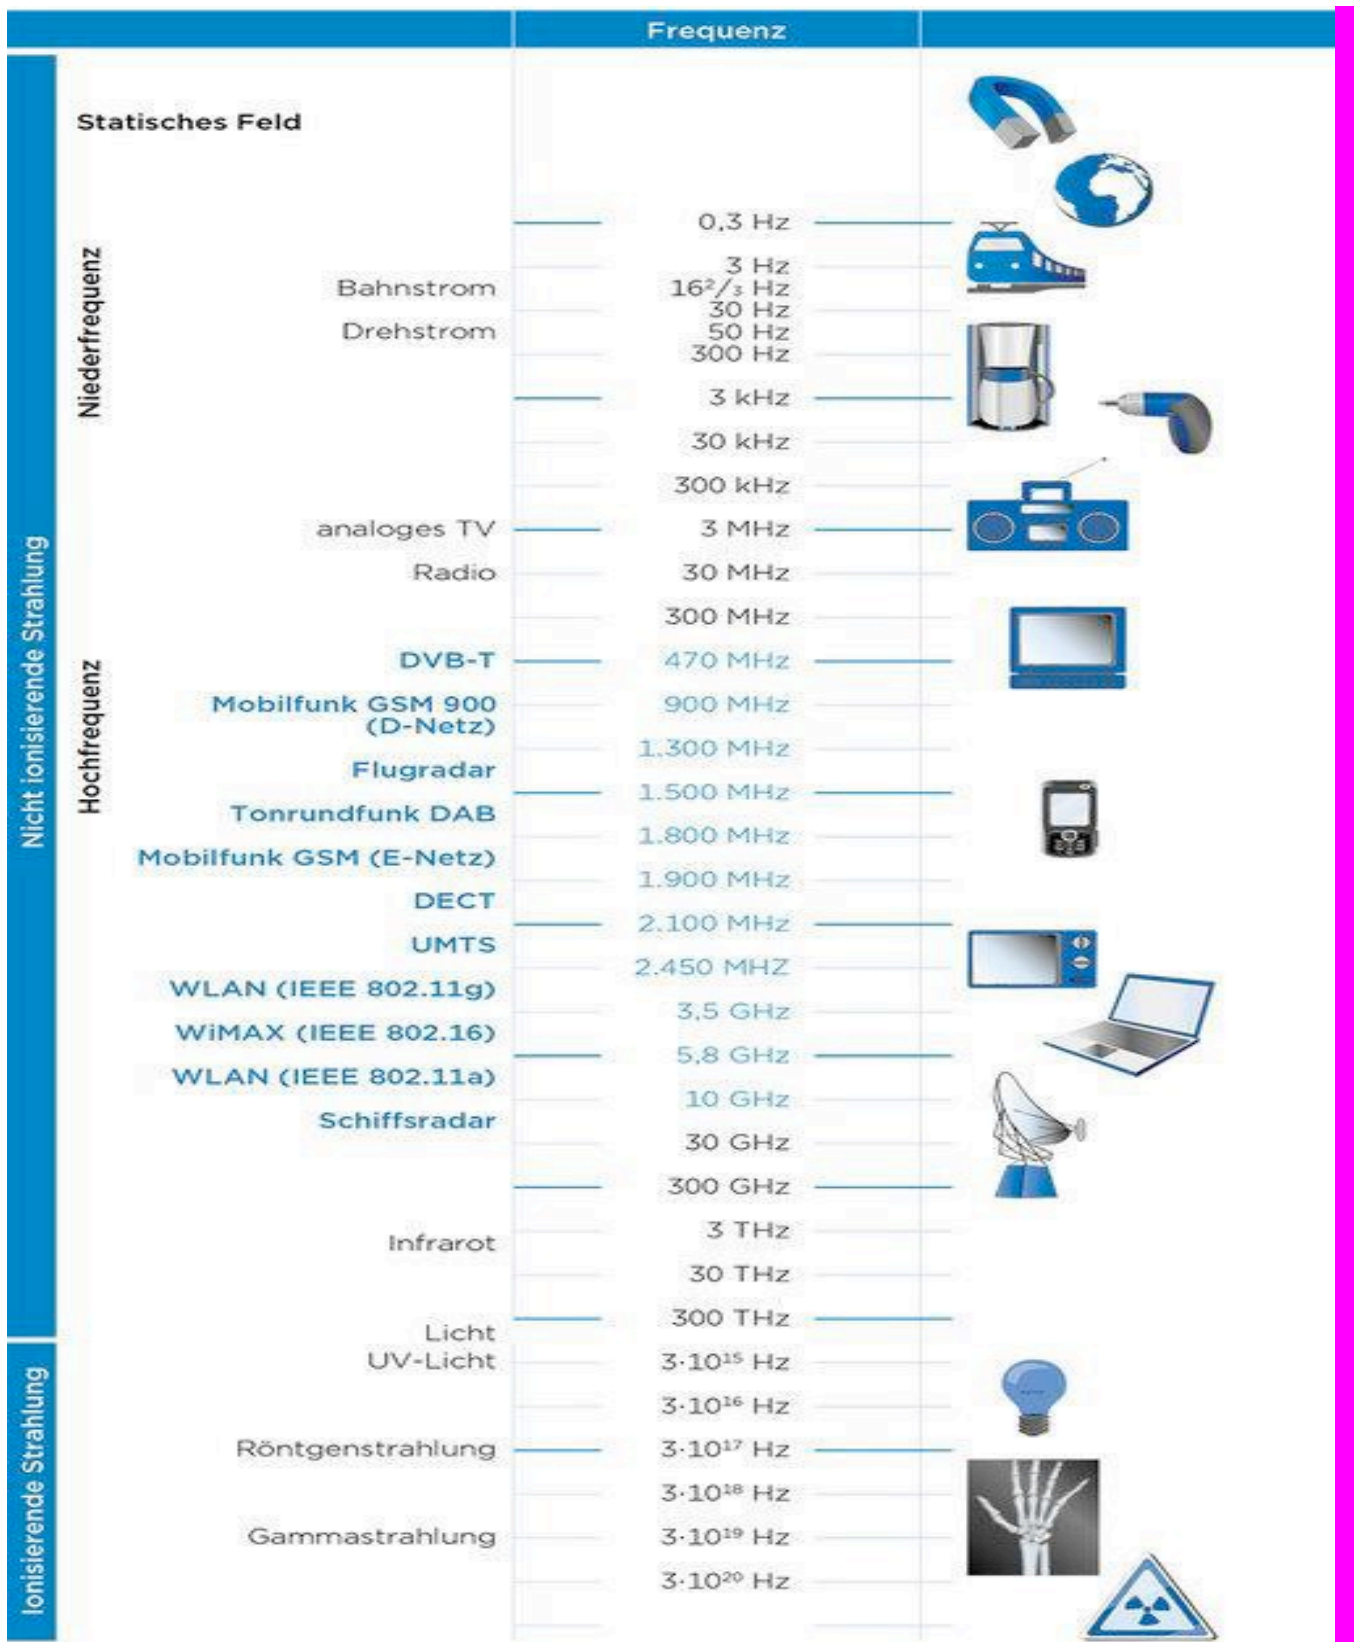 Frequenz
Statisches Feld
0,3 Hz
3 Hz
Bahnstrom 16²/₃ Hz
30 Hz
Drehstrom 50 Hz
300 Hz
Niederfrequenz
3 kHz
30 kHz
300 kHz
analoges TV 3 MHz
Radio 30 MHz
300 MHz
Nicht ionisierende Strahlung
DVB-T 470 MHz
Hochfrequenz
Mobilfunk GSM 900 900 MHz
(D-Netz)
1.300 MHz
Flugradar
1.500 MHz
Tonrundfunk DAB
1.800 MHz
Mobilfunk GSM (E-Netz)
1.900 MHz
DECT
2.100 MHz
UMTS
2.450 MHZ
WLAN (IEEE 802.11g)
3,5 GHz
WiMAX (IEEE 802.16)
5,8 GHz
WLAN (IEEE 802.11a)
10 GHz
Schiffsradar
30 GHz
300 GHz
3 THz
Infrarot
30 THz
300 THz
Licht
UV-Licht 3·10¹⁵ Hz
3·10¹⁶ Hz
Röntgenstrahlung 3·10¹⁷ Hz
Ionisierende Strahlung
3·10¹⁸ Hz
Gammastrahlung 3·10¹⁹ Hz
3·10²⁰ Hz